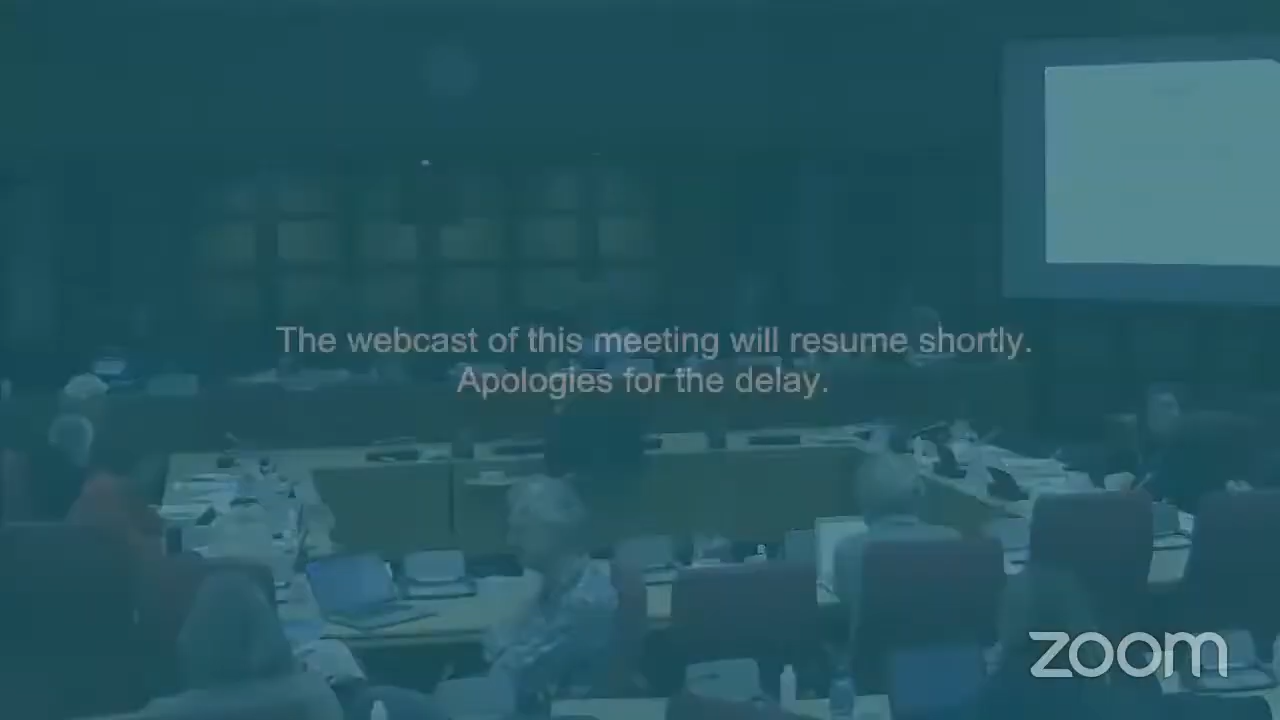 The webcast of this meeting will resume shortly.
Apologies for the delay.
zoom